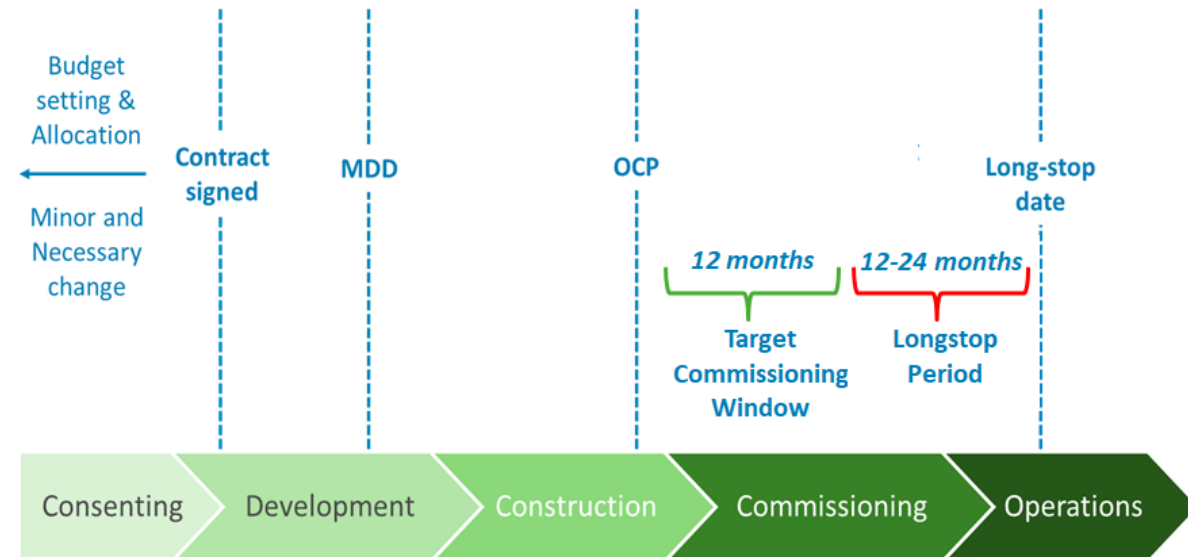 Budget
setting &
Allocation
Minor and
Necessary
change
Contract
signed
MDD
OCP
Long-stop
date
12 months
12-24 months
Target
Commissioning
Window
Longstop
Period
Consenting
Development
Construction
Commissioning
Operations